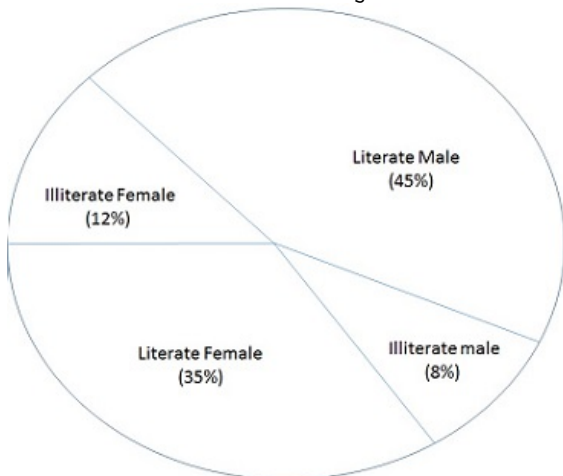 Literate Male
(45%)
Illiterate Female
(12%)
Illiterate male
(8%)
Literate Female
(35%)